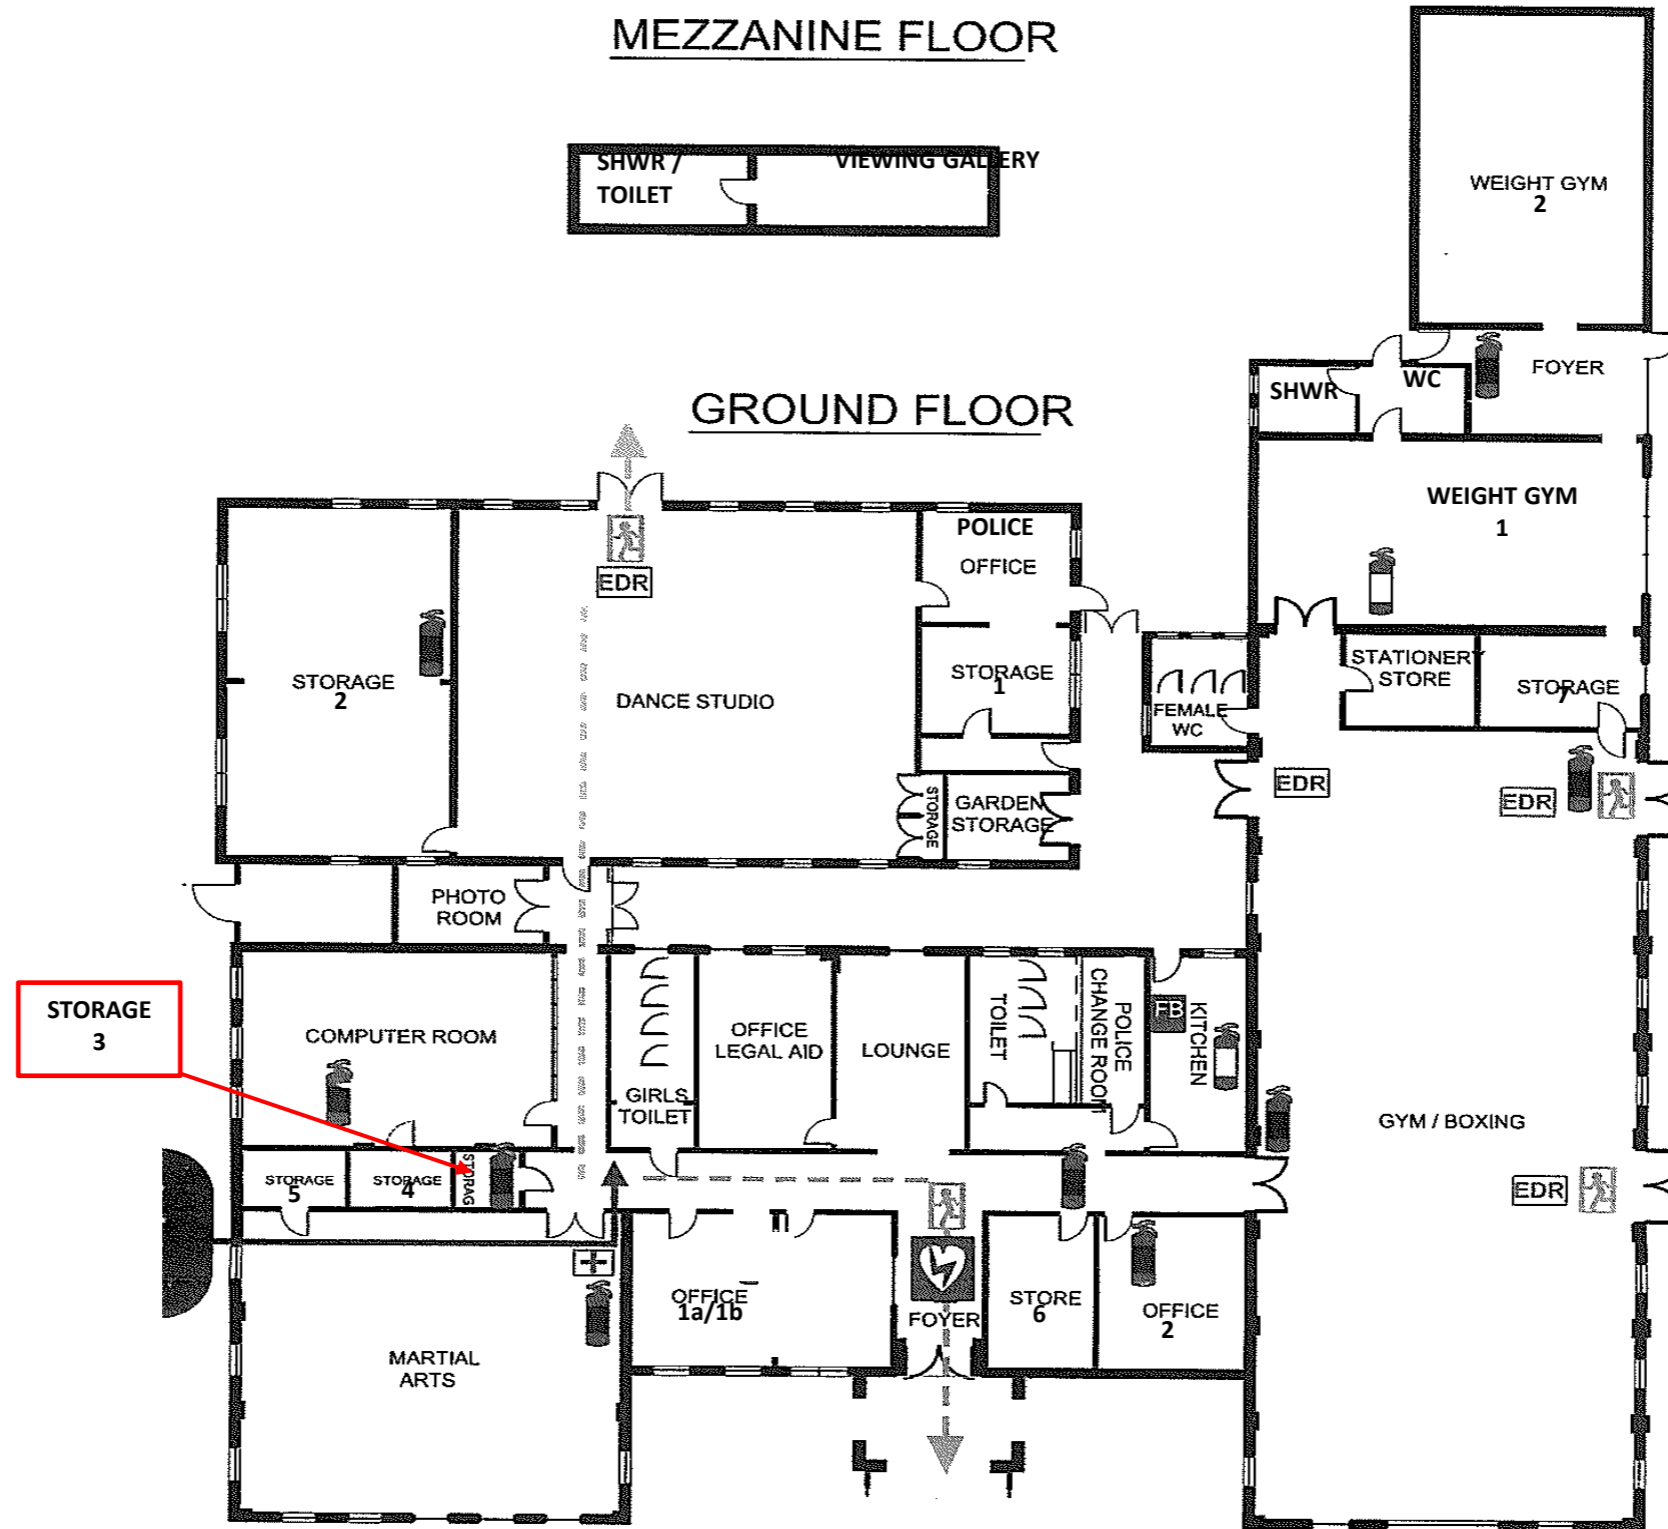 MEZZANINE FLOOR
SHWR /
TOILET
VIEWING GALLERY
WEIGHT GYM
2
FOYER
SHWR
WC
GROUND FLOOR
WEIGHT GYM
1
POLICE
OFFICE
EDR
STORAGE
2
DANCE STUDIO
STORAGE
1
FEMALE
WC
STATIONERY
STORE
STORAGE
7
EDR
EDR
STORAGE
GARDEN
STORAGE
PHOTO
ROOM
STORAGE
3
COMPUTER ROOM
GIRLS
TOILET
OFFICE
LEGAL AID
LOUNGE
TOILET
POLICE
CHANGE ROOM
FB
KITCHEN
GYM / BOXING
STORAGE
5
STORAGE
4
STORAG
EDR
OFFICE
1a/1b
FOYER
STORE
6
OFFICE
2
MARTIAL
ARTS